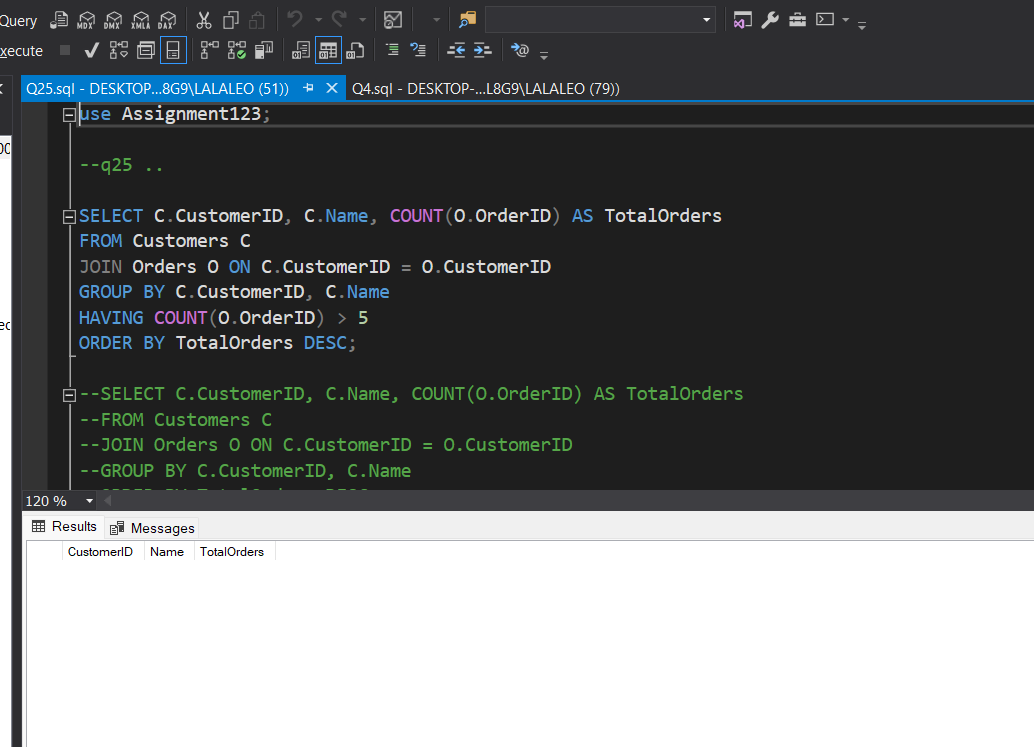 Query MDX DMX XMLA DAX
xecute
Q25.sql - DESKTOP...8G9\LALALEO (51)) Q4.sql - DESKTOP-...L8G9\LALALEO (79))
use Assignment123;
--q25 ..
SELECT C.CustomerID, C.Name, COUNT(O.OrderID) AS TotalOrders
FROM Customers C
JOIN Orders O ON C.CustomerID = O.CustomerID
GROUP BY C.CustomerID, C.Name
HAVING COUNT(O.OrderID) > 5
ORDER BY TotalOrders DESC;
--SELECT C.CustomerID, C.Name, COUNT(O.OrderID) AS TotalOrders
--FROM Customers C
--JOIN Orders O ON C.CustomerID = O.CustomerID
--GROUP BY C.CustomerID, C.Name
120 %
Results Messages
CustomerID Name TotalOrders